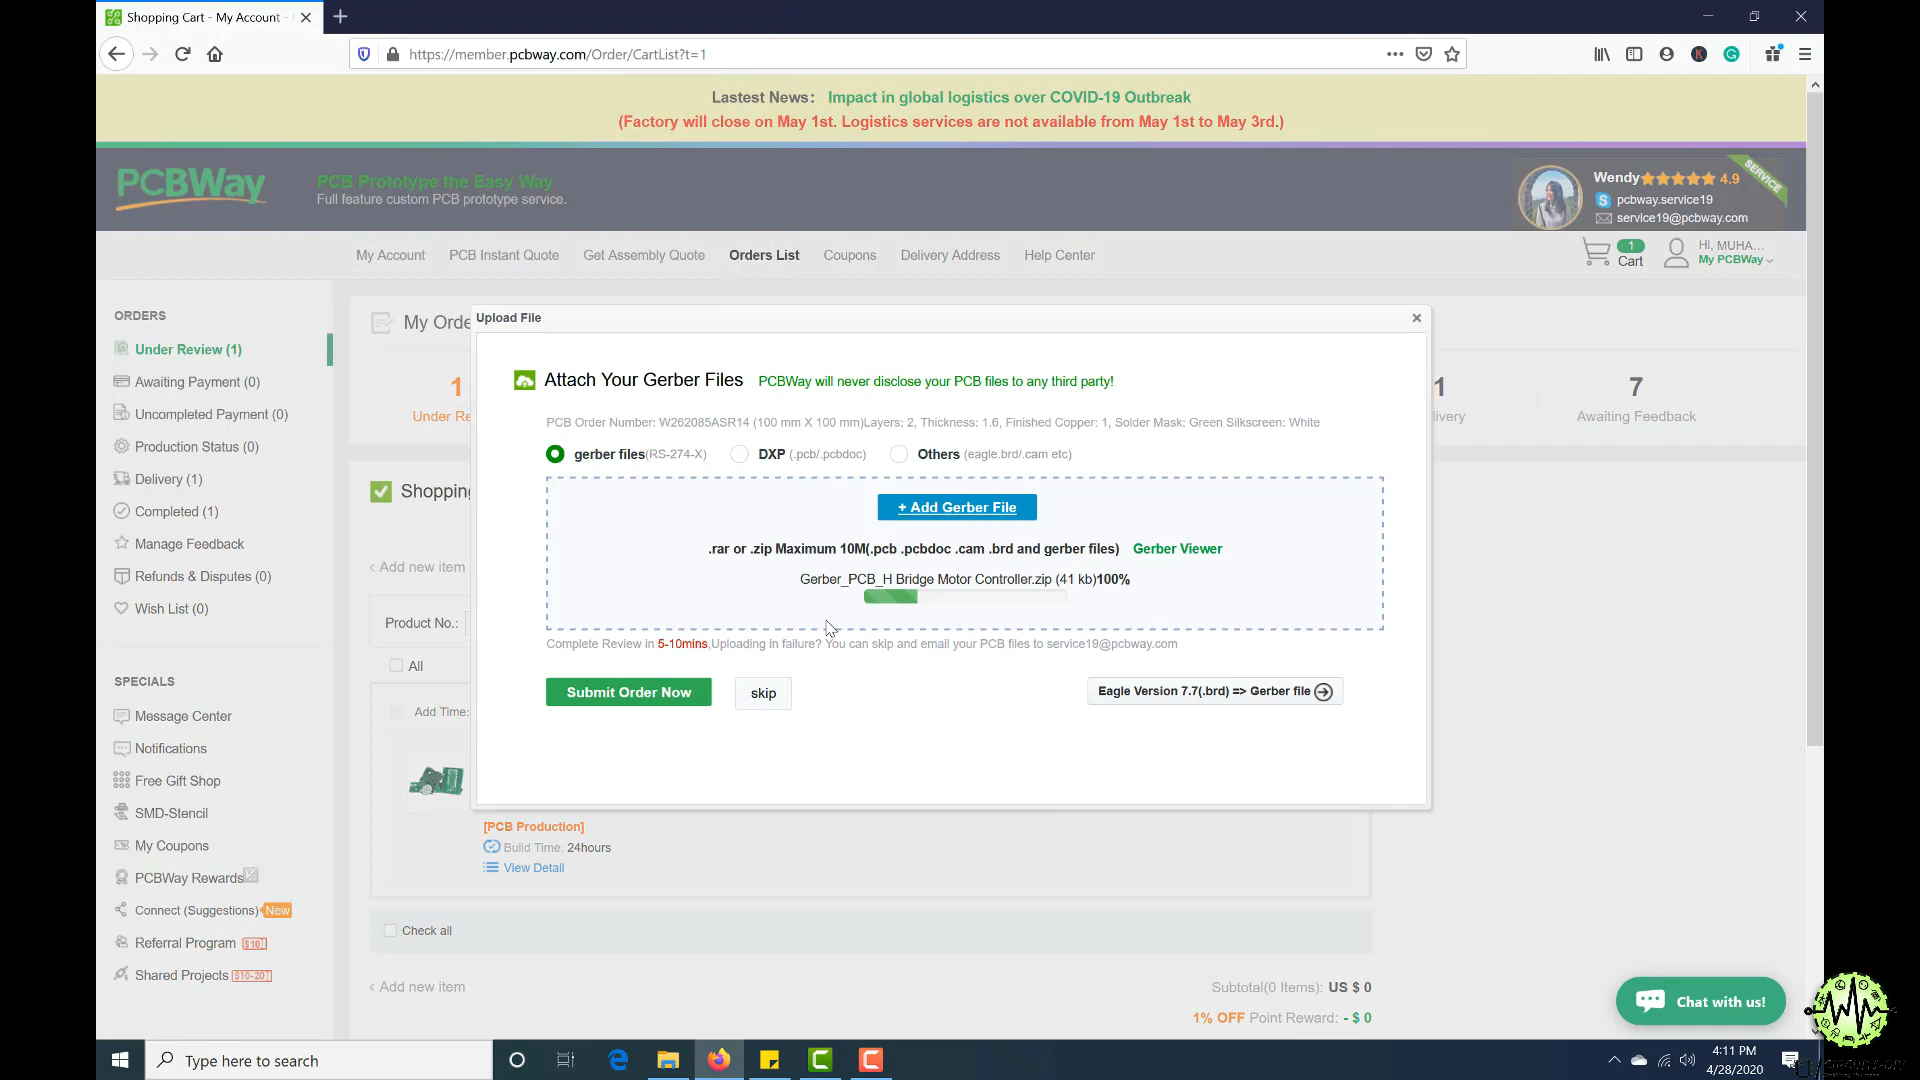 Shopping Cart - My Account -
https://member.pcbway.com/Order/CartList?t=1
Lastest News: Impact in global logistics over COVID-19 Outbreak
(Factory will close on May 1st. Logistics services are not available from May 1st to May 3rd.)
PCBWay
PCB Prototype the Easy Way
Full feature custom PCB prototype service.
Wendy 4.9
SERVICE
pcbway.service19
service19@pcbway.com
My Account PCB Instant Quote Get Assembly Quote Orders List Coupons Delivery Address Help Center
1
Cart
Hi, MUHA...
My PCBWay
ORDERS
Under Review (1)
Awaiting Payment (0)
Uncompleted Payment (0)
Production Status (0)
Delivery (1)
Completed (1)
Manage Feedback
Refunds & Disputes (0)
Wish List (0)
SPECIALS
Message Center
Notifications
Free Gift Shop
SMD-Stencil
My Coupons
PCBWay Rewards
Connect (Suggestions) New
Referral Program $10
Shared Projects $10-20
My Orde
1
Under Re
1
livery
7
Awaiting Feedback
Shopping
< Add new item
Product No.:
All
Add Time:
Upload File
Attach Your Gerber Files PCBWay will never disclose your PCB files to any third party!
PCB Order Number: W262085ASR14 (100 mm X 100 mm)Layers: 2, Thickness: 1.6, Finished Copper: 1, Solder Mask: Green Silkscreen: White
gerber files(RS-274-X) DXP (.pcb/.pcbdoc) Others (eagle.brd/.cam etc)
+ Add Gerber File
.rar or .zip Maximum 10M(.pcb .pcbdoc .cam .brd and gerber files) Gerber Viewer
Gerber_PCB_H Bridge Motor Controller.zip (41 kb)100%
Complete Review in 5-10mins,Uploading in failure? You can skip and email your PCB files to service19@pcbway.com
Submit Order Now
skip
Eagle Version 7.7(.brd) => Gerber file
[PCB Production]
Build Time: 24hours
View Detail
Check all
< Add new item
Subtotal(0 Items): US $ 0
1% OFF Point Reward: - $ 0
Chat with us!
Type here to search
4:11 PM
4/28/2020